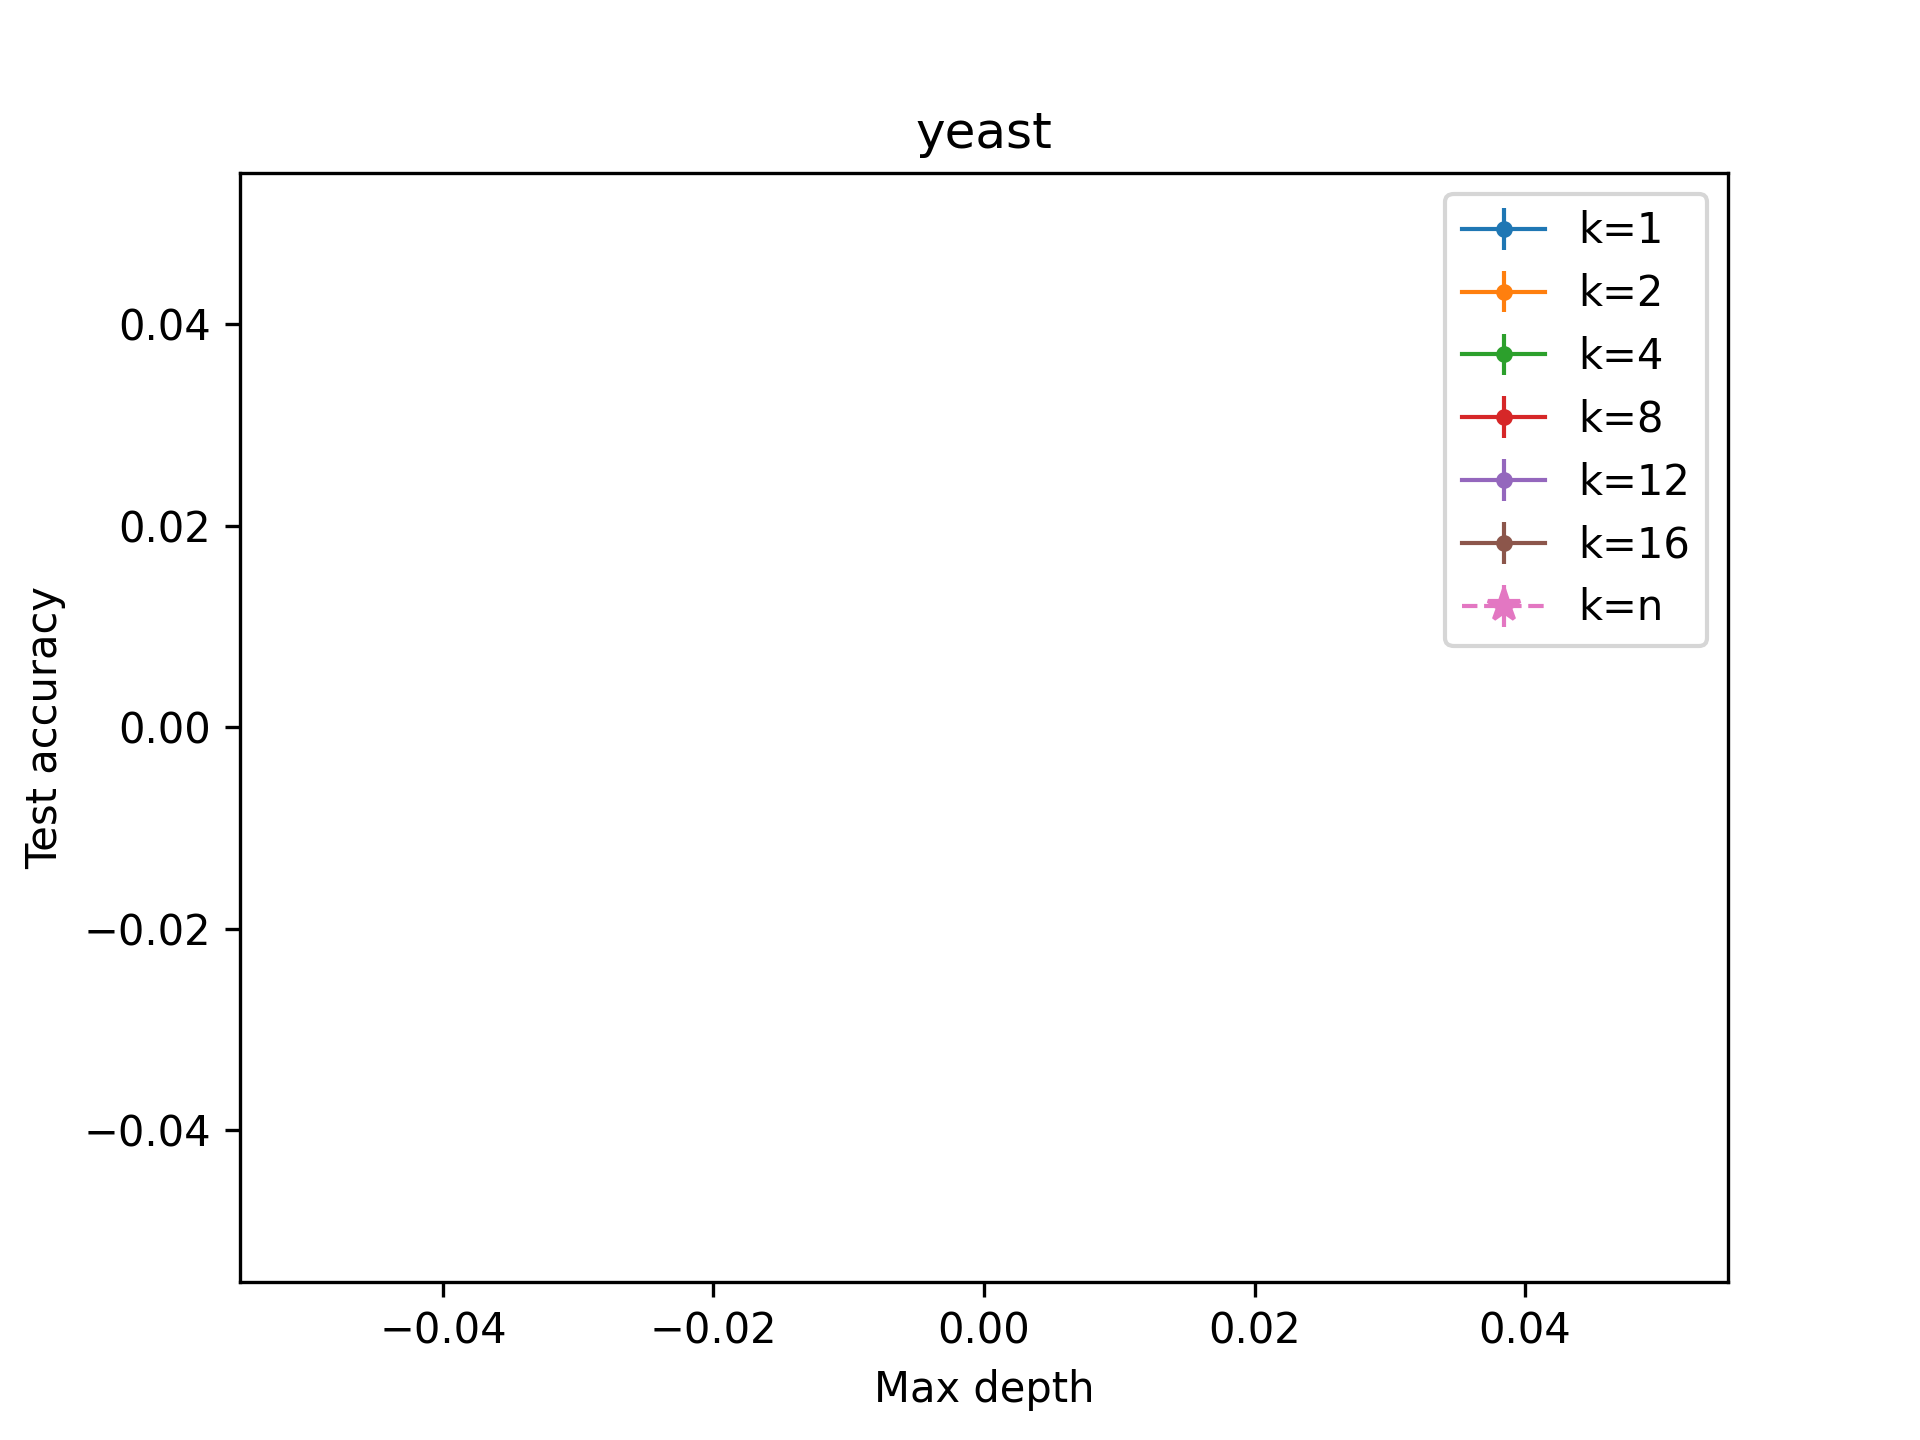 yeast
k=1
k=2
k=4
k=8
k=12
k=16
k=n
0.04
0.02
0.00
−0.02
−0.04
Test accuracy
−0.04 −0.02 0.00 0.02 0.04
Max depth